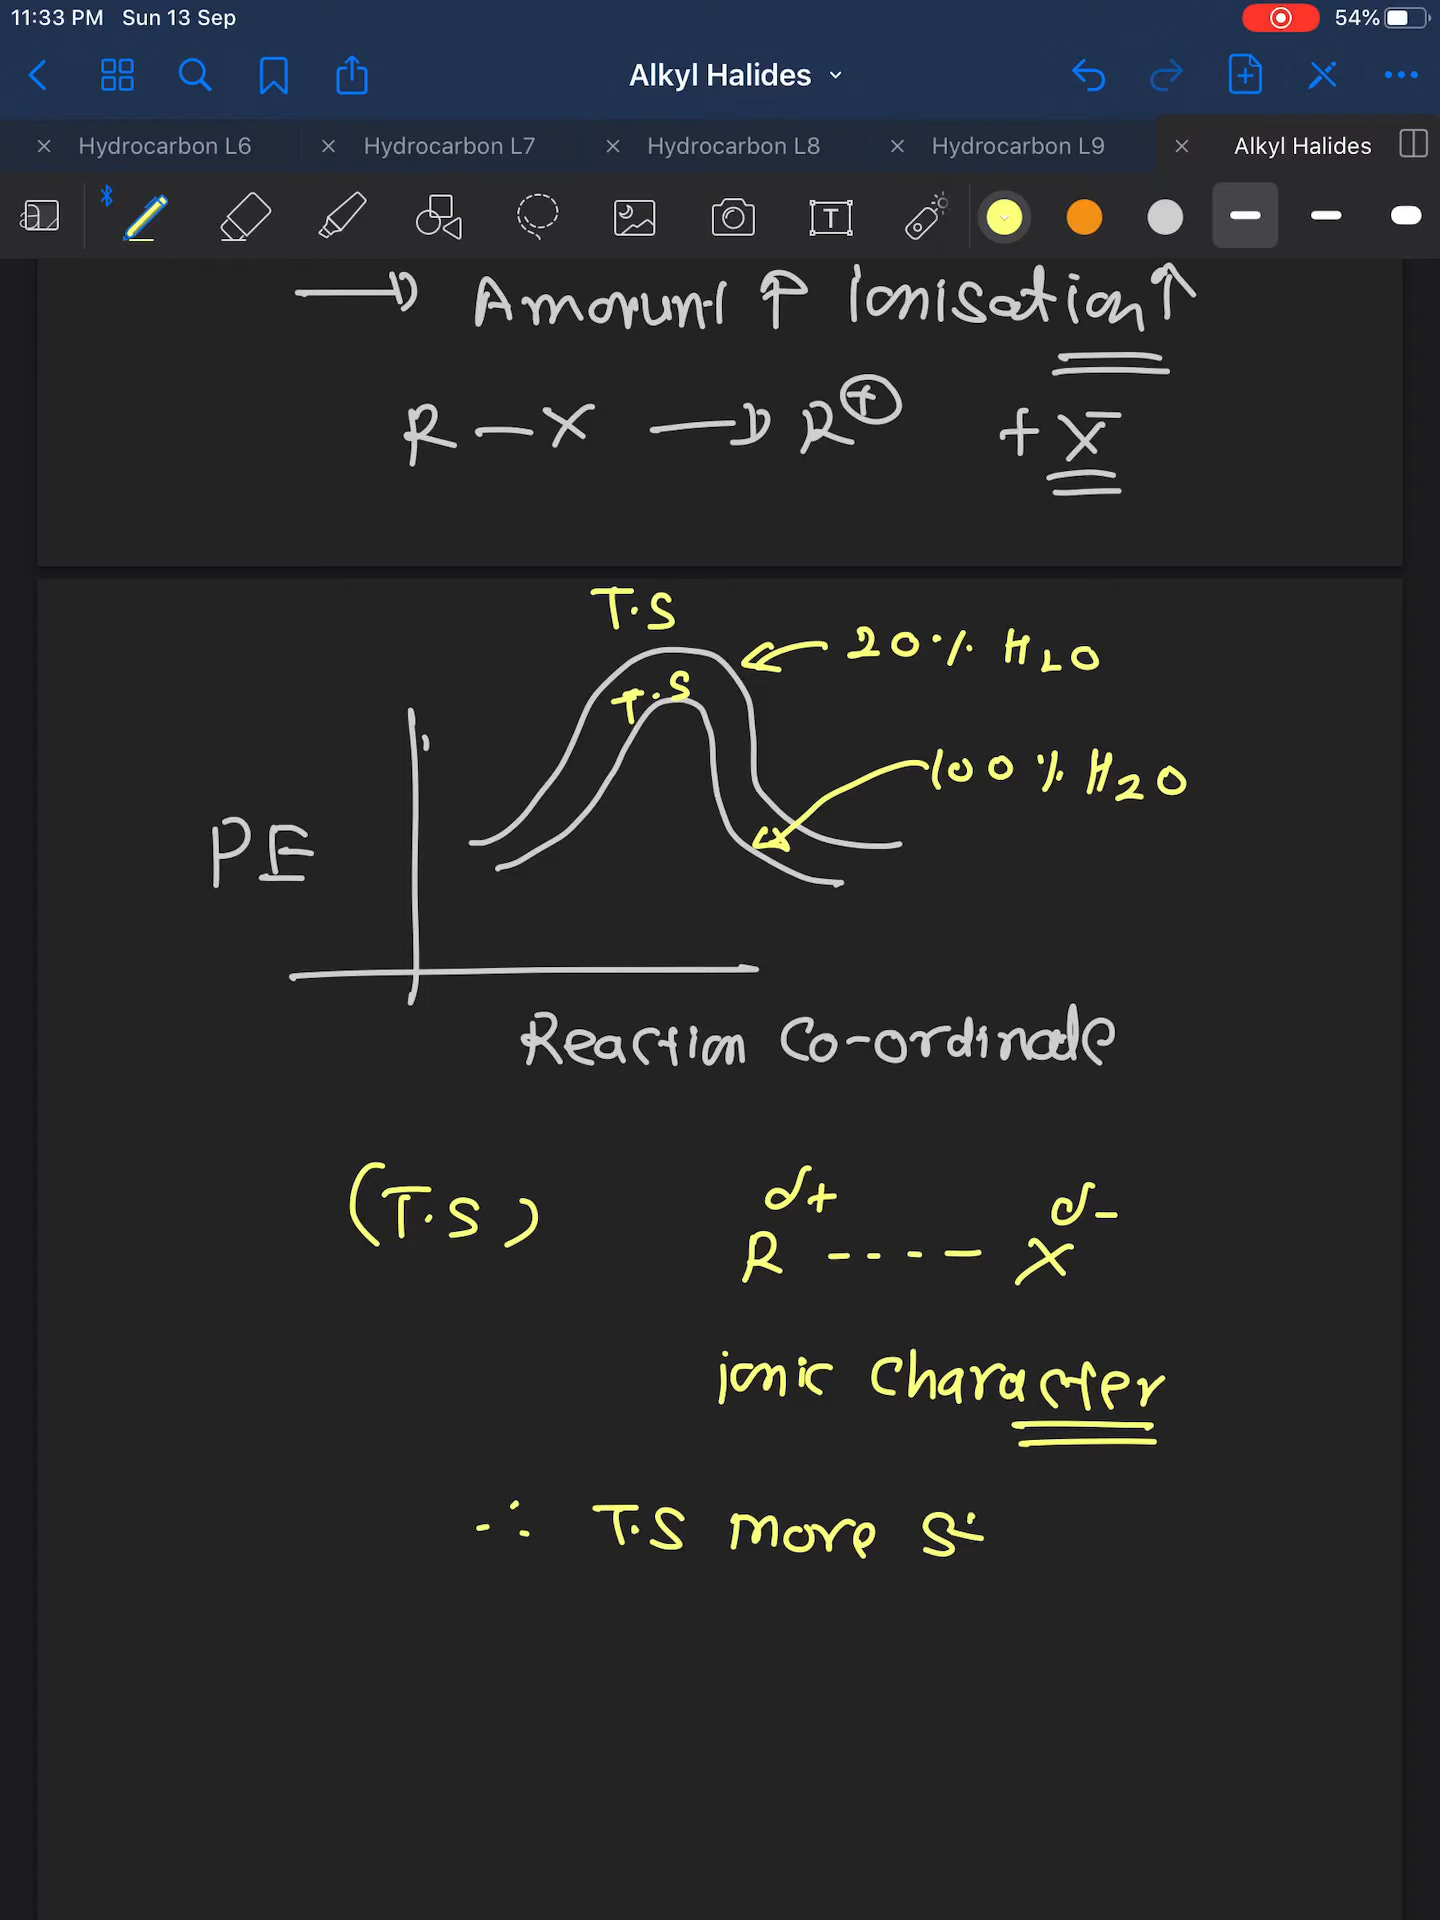 11:33 PM Sun 13 Sep 54%
Alkyl Halides
Hydrocarbon L6 Hydrocarbon L7 Hydrocarbon L8 Hydrocarbon L9 Alkyl Halides
→ Amount ↑ Ionisation ↑
R – X → R⊕ + X⁻
T.S
20% H2O
T.S
100% H2O
PE
Reaction Co-ordinate
(T.S) δ+ δ-
R ---- X
ionic Character
∴ T.S more